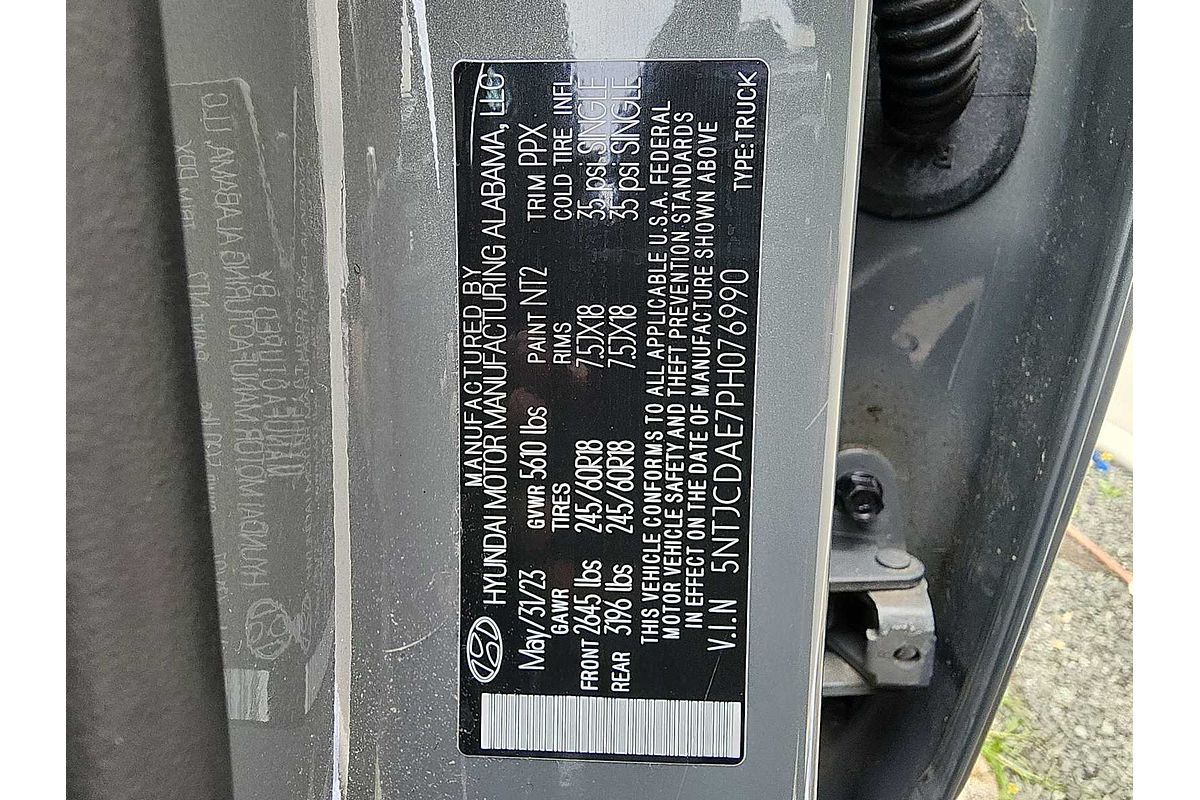 MANUFACTURED BY
HYUNDAI MOTOR MANUFACTURING ALABAMA, LLC
May/31/23 GVWR 5610 lbs PAINT NT2 TRIM PPX
GAWR TIRES RIMS COLD TIRE INFL
FRONT 2645 lbs 245/60R18 7.5JX18 35 psi SINGLE
REAR 3196 lbs 245/60R18 7.5JX18 35 psi SINGLE
THIS VEHICLE CONFORMS TO ALL APPLICABLE U.S.A. FEDERAL
MOTOR VEHICLE SAFETY AND THEFT PREVENTION STANDARDS
IN EFFECT ON THE DATE OF MANUFACTURE SHOWN ABOVE
V.I.N 5NTJCDAE7PH076990 TYPE:TRUCK